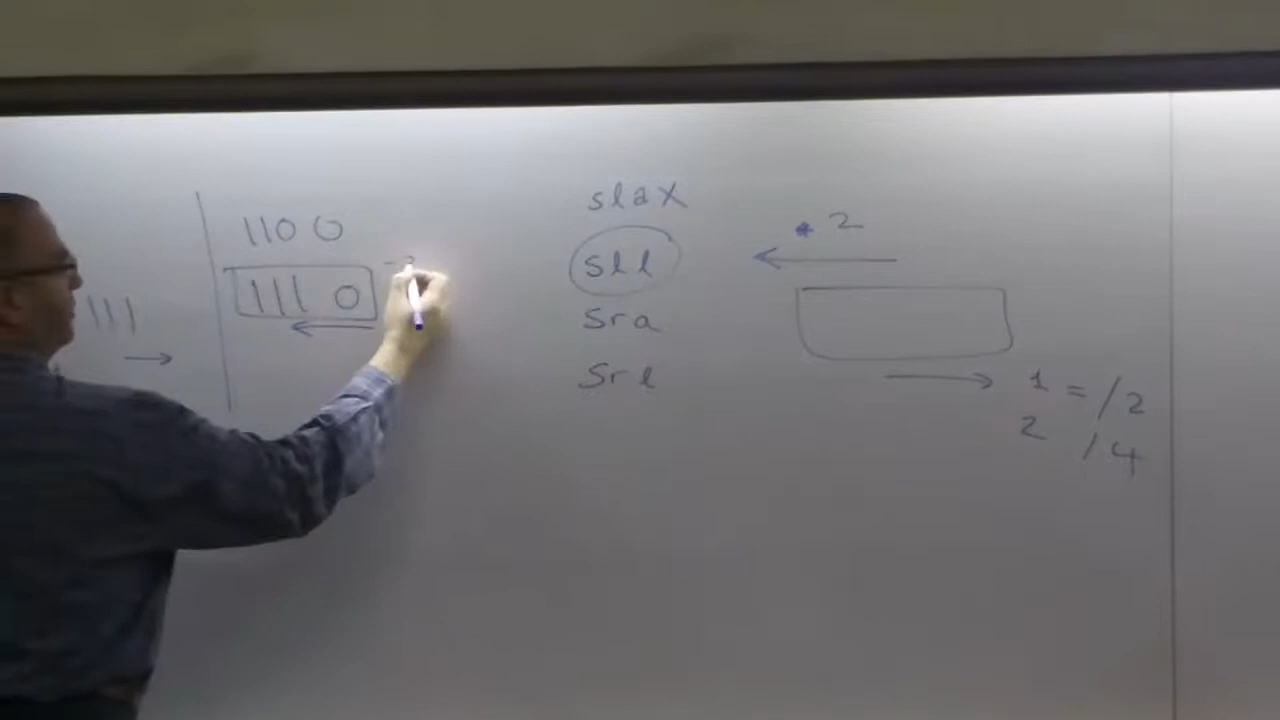 1100
1110
111
slax
sll
sra
srl
* 2
1 = /2
2 /4